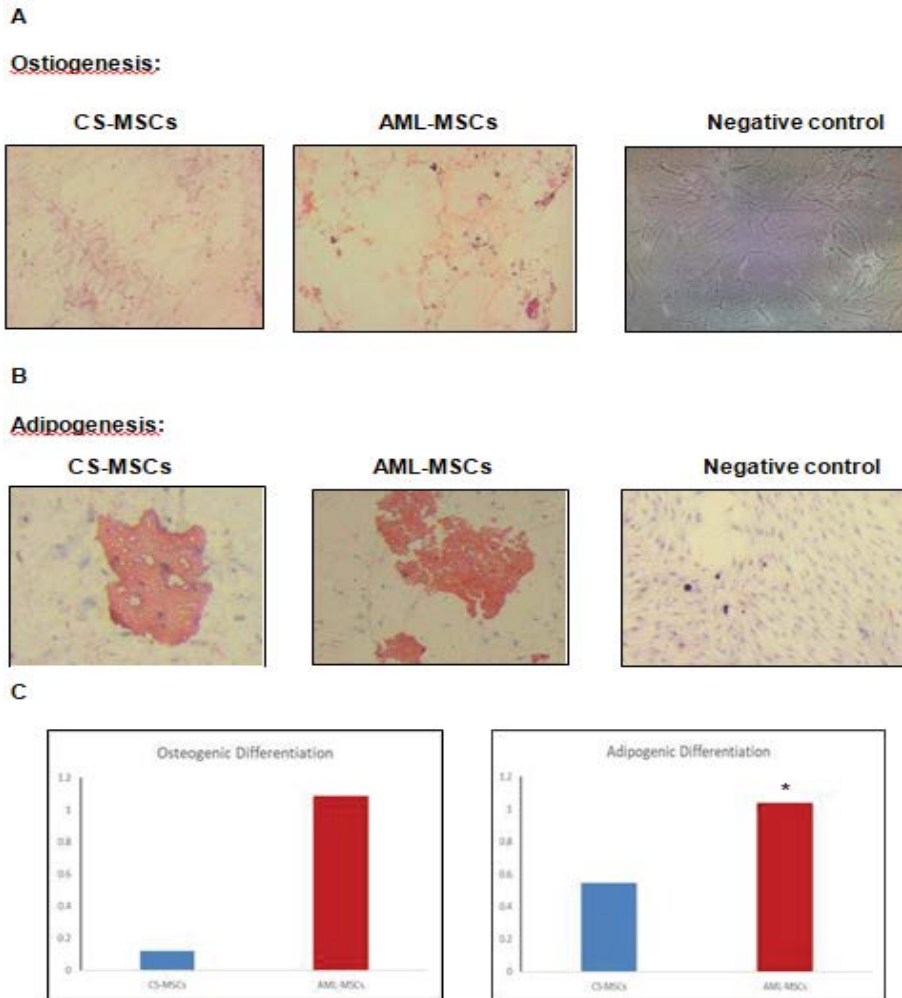 A
Ostiogenesis:
CS-MSCs AML-MSCs Negative control
B
Adipogenesis:
CS-MSCs AML-MSCs Negative control
C
Osteogenic Differentiation
1.2
1
0.8
0.6
0.4
0.2
0
CS-MSCs AML-MSCs
Adipogenic Differentiation
1.2
1
0.8
0.6
0.4
0.2
0
*
CS-MSCs AML-MSCs